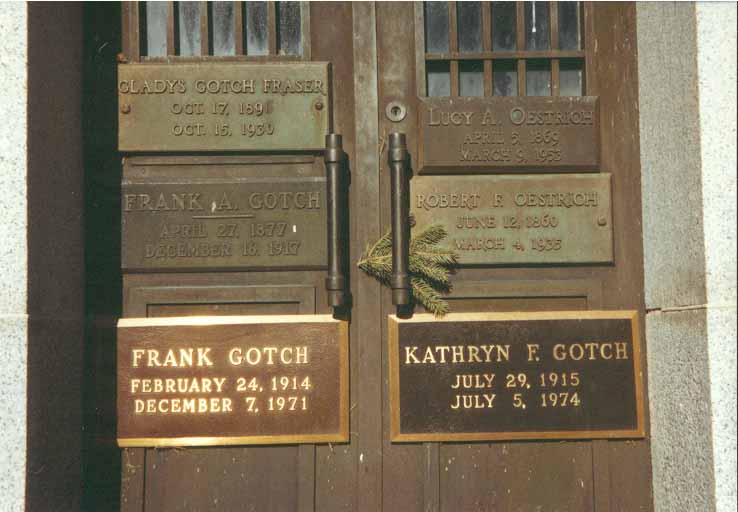 GLADYS GOTCH FRASER
OCT. 17, 1891
OCT. 15, 1930
FRANK A. GOTCH
APRIL 27, 1877
DECEMBER 16, 1917
FRANK GOTCH
FEBRUARY 24, 1914
DECEMBER 7, 1971
LUCY A. OESTRICH
APRIL 5, 1869
MARCH 9, 1953
ROBERT F. OESTRICH
JUNE 12, 1860
MARCH 4, 1935
KATHRYN F. GOTCH
JULY 29, 1915
JULY 5, 1974